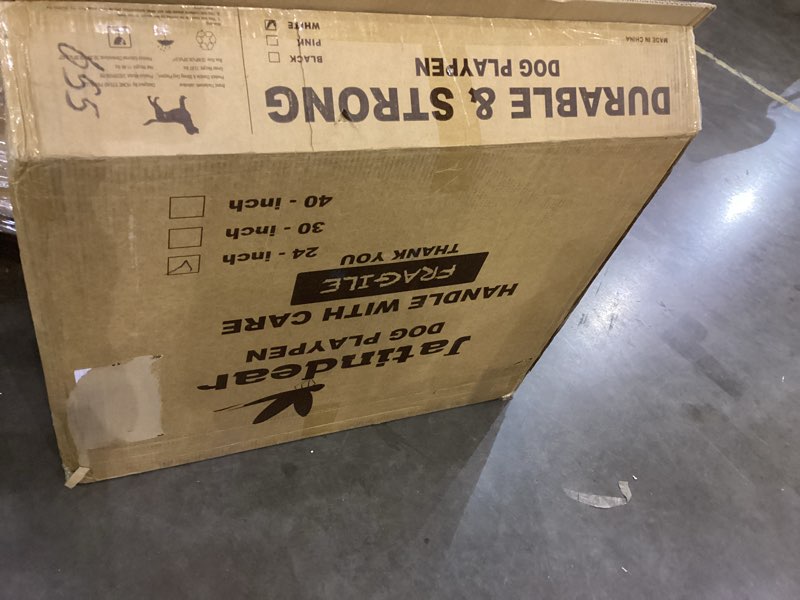 Jatindear
DOG PLAYPEN
HANDLE WITH CARE
FRAGILE
THANK YOU
24 - inch
30 - inch
40 - inch
DURABLE & STRONG
DOG PLAYPEN
MADE IN CHINA
BLACK
PINK
WHITE